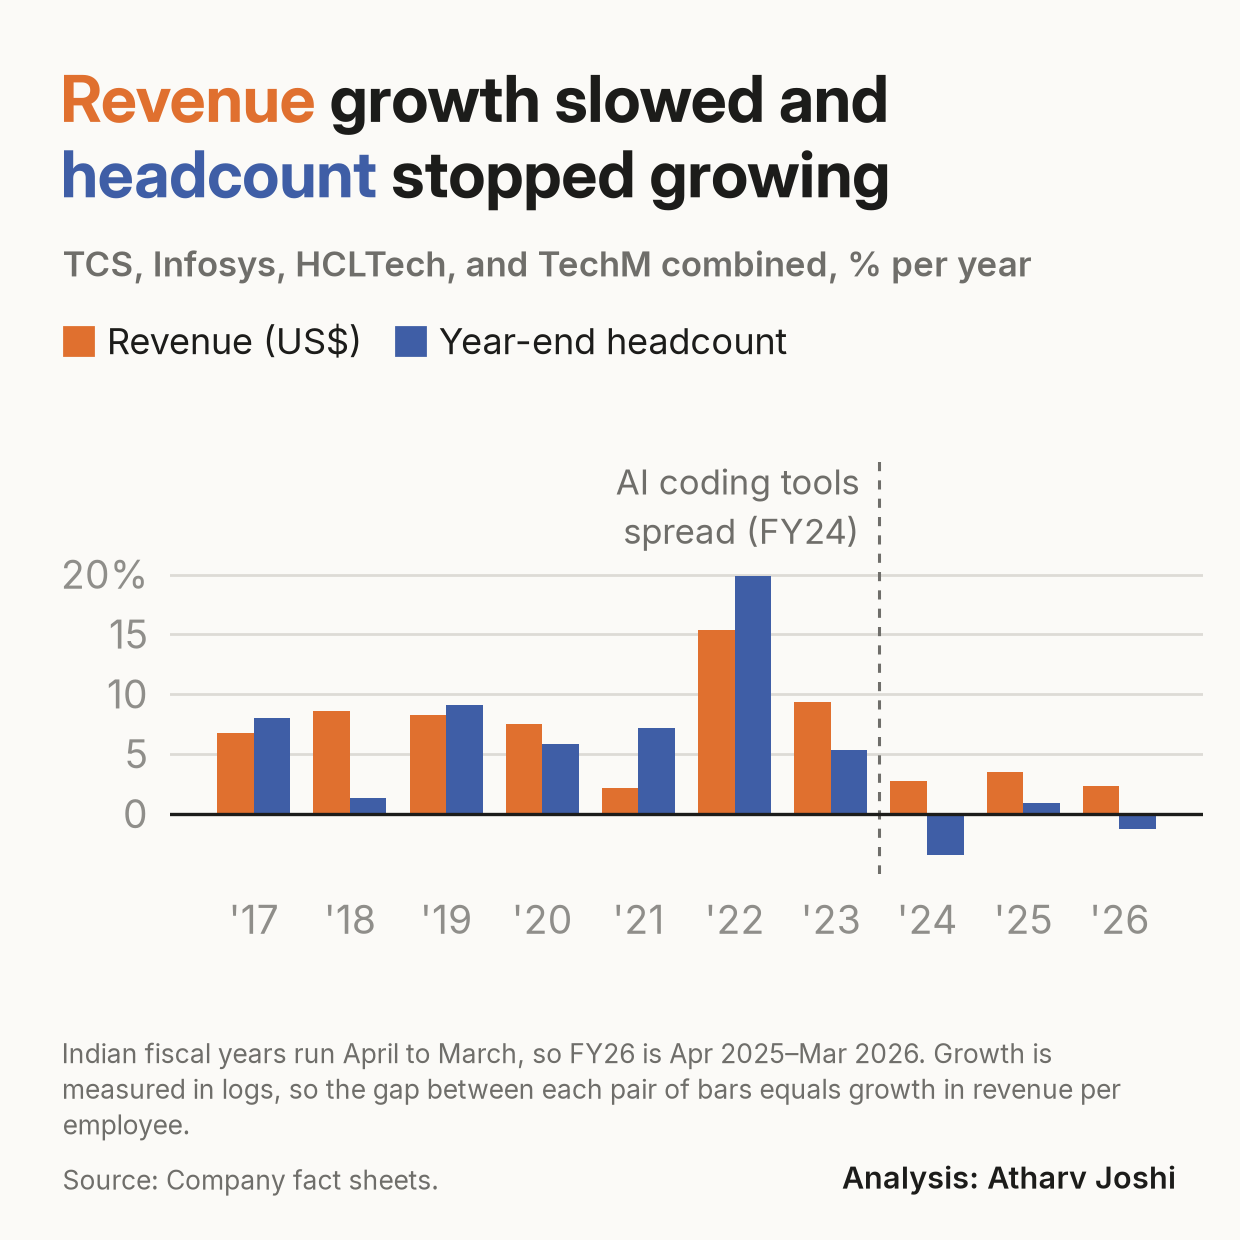 Revenue growth slowed and
headcount stopped growing
TCS, Infosys, HCLTech, and TechM combined, % per year
Revenue (US$) Year-end headcount
AI coding tools
spread (FY24)
20%
15
10
5
0
'17 '18 '19 '20 '21 '22 '23 '24 '25 '26
Indian fiscal years run April to March, so FY26 is Apr 2025–Mar 2026. Growth is
measured in logs, so the gap between each pair of bars equals growth in revenue per
employee.
Source: Company fact sheets.
Analysis: Atharv Joshi